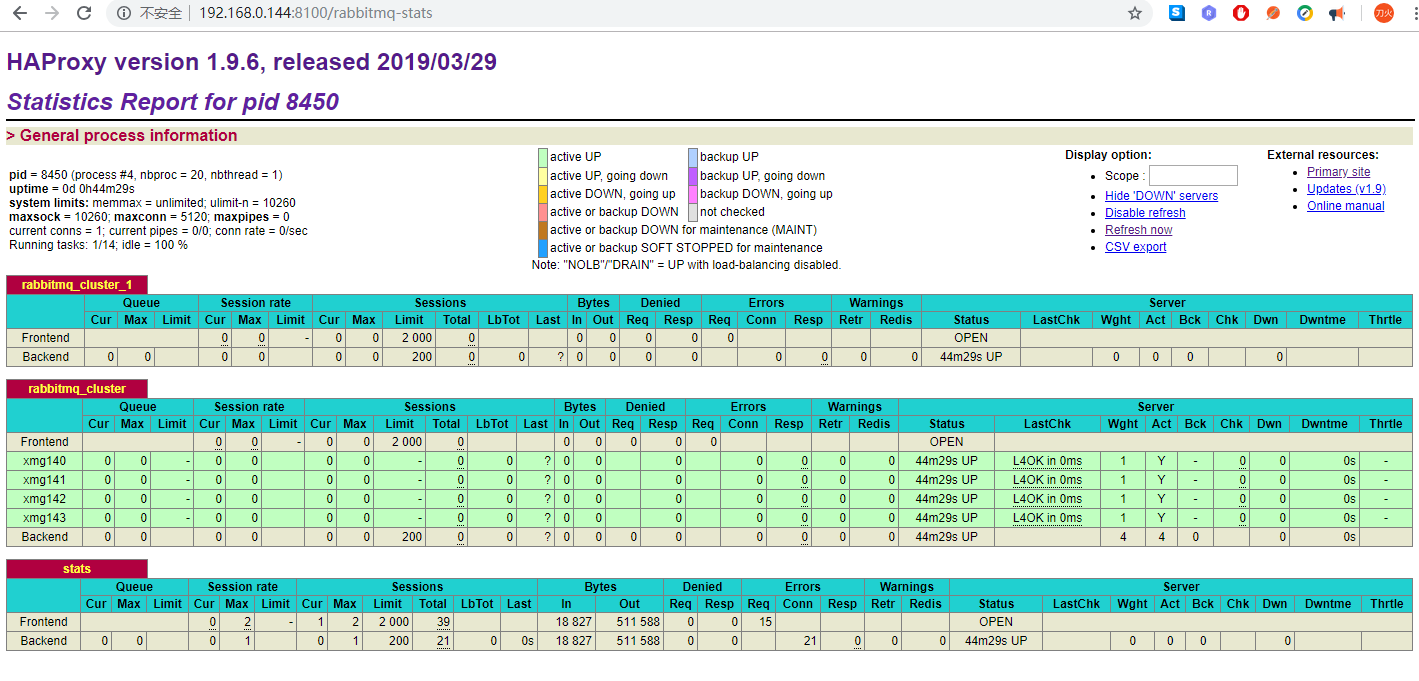 不安全 192.168.0.144:8100/rabbitmq-stats
刀火
HAProxy version 1.9.6, released 2019/03/29
Statistics Report for pid 8450
> General process information
pid = 8450 (process #4, nbproc = 20, nbthread = 1)
uptime = 0d 0h44m29s
system limits: memmax = unlimited; ulimit-n = 10260
maxsock = 10260; maxconn = 5120; maxpipes = 0
current conns = 1; current pipes = 0/0; conn rate = 0/sec
Running tasks: 1/14; idle = 100 %
active UP backup UP
active UP, going down backup UP, going down
active DOWN, going up backup DOWN, going up
active or backup DOWN not checked
active or backup DOWN for maintenance (MAINT)
active or backup SOFT STOPPED for maintenance
Note: "NOLB"/"DRAIN" = UP with load-balancing disabled.
Display option:
Scope :
Hide 'DOWN' servers
Disable refresh
Refresh now
CSV export
External resources:
Primary site
Updates (v1.9)
Online manual
rabbitmq_cluster_1
Queue Session rate Sessions Bytes Denied Errors Warnings Server
Cur Max Limit Cur Max Limit Cur Max Limit Total LbTot Last In Out Req Resp Req Conn Resp Retr Redis Status LastChk Wght Act Bck Chk Dwn Dwntme Thrtle
Frontend 0 0 - 0 0 2 000 0 0 0 0 0 0 OPEN
Backend 0 0 0 0 0 0 200 0 0 ? 0 0 0 0 0 0 0 0 44m29s UP 0 0 0 0
rabbitmq_cluster
Queue Session rate Sessions Bytes Denied Errors Warnings Server
Cur Max Limit Cur Max Limit Cur Max Limit Total LbTot Last In Out Req Resp Req Conn Resp Retr Redis Status LastChk Wght Act Bck Chk Dwn Dwntme Thrtle
Frontend 0 0 - 0 0 2 000 0 0 0 0 0 0 OPEN
xmg140 0 0 - 0 0 0 0 - 0 0 ? 0 0 0 0 0 0 0 44m29s UP L4OK in 0ms 1 Y - 0 0 0s -
xmg141 0 0 - 0 0 0 0 - 0 0 ? 0 0 0 0 0 0 0 44m29s UP L4OK in 0ms 1 Y - 0 0 0s -
xmg142 0 0 - 0 0 0 0 - 0 0 ? 0 0 0 0 0 0 0 44m29s UP L4OK in 0ms 1 Y - 0 0 0s -
xmg143 0 0 - 0 0 0 0 - 0 0 ? 0 0 0 0 0 0 0 44m29s UP L4OK in 0ms 1 Y - 0 0 0s -
Backend 0 0 0 0 0 0 200 0 0 ? 0 0 0 0 0 0 0 0 44m29s UP 4 4 0 0 0s
stats
Queue Session rate Sessions Bytes Denied Errors Warnings Server
Cur Max Limit Cur Max Limit Cur Max Limit Total LbTot Last In Out Req Resp Req Conn Resp Retr Redis Status LastChk Wght Act Bck Chk Dwn Dwntme Thrtle
Frontend 0 2 - 1 2 2 000 39 18 827 511 588 0 0 15 OPEN
Backend 0 0 0 1 0 1 200 21 0 0s 18 827 511 588 0 0 21 0 0 0 44m29s UP 0 0 0 0